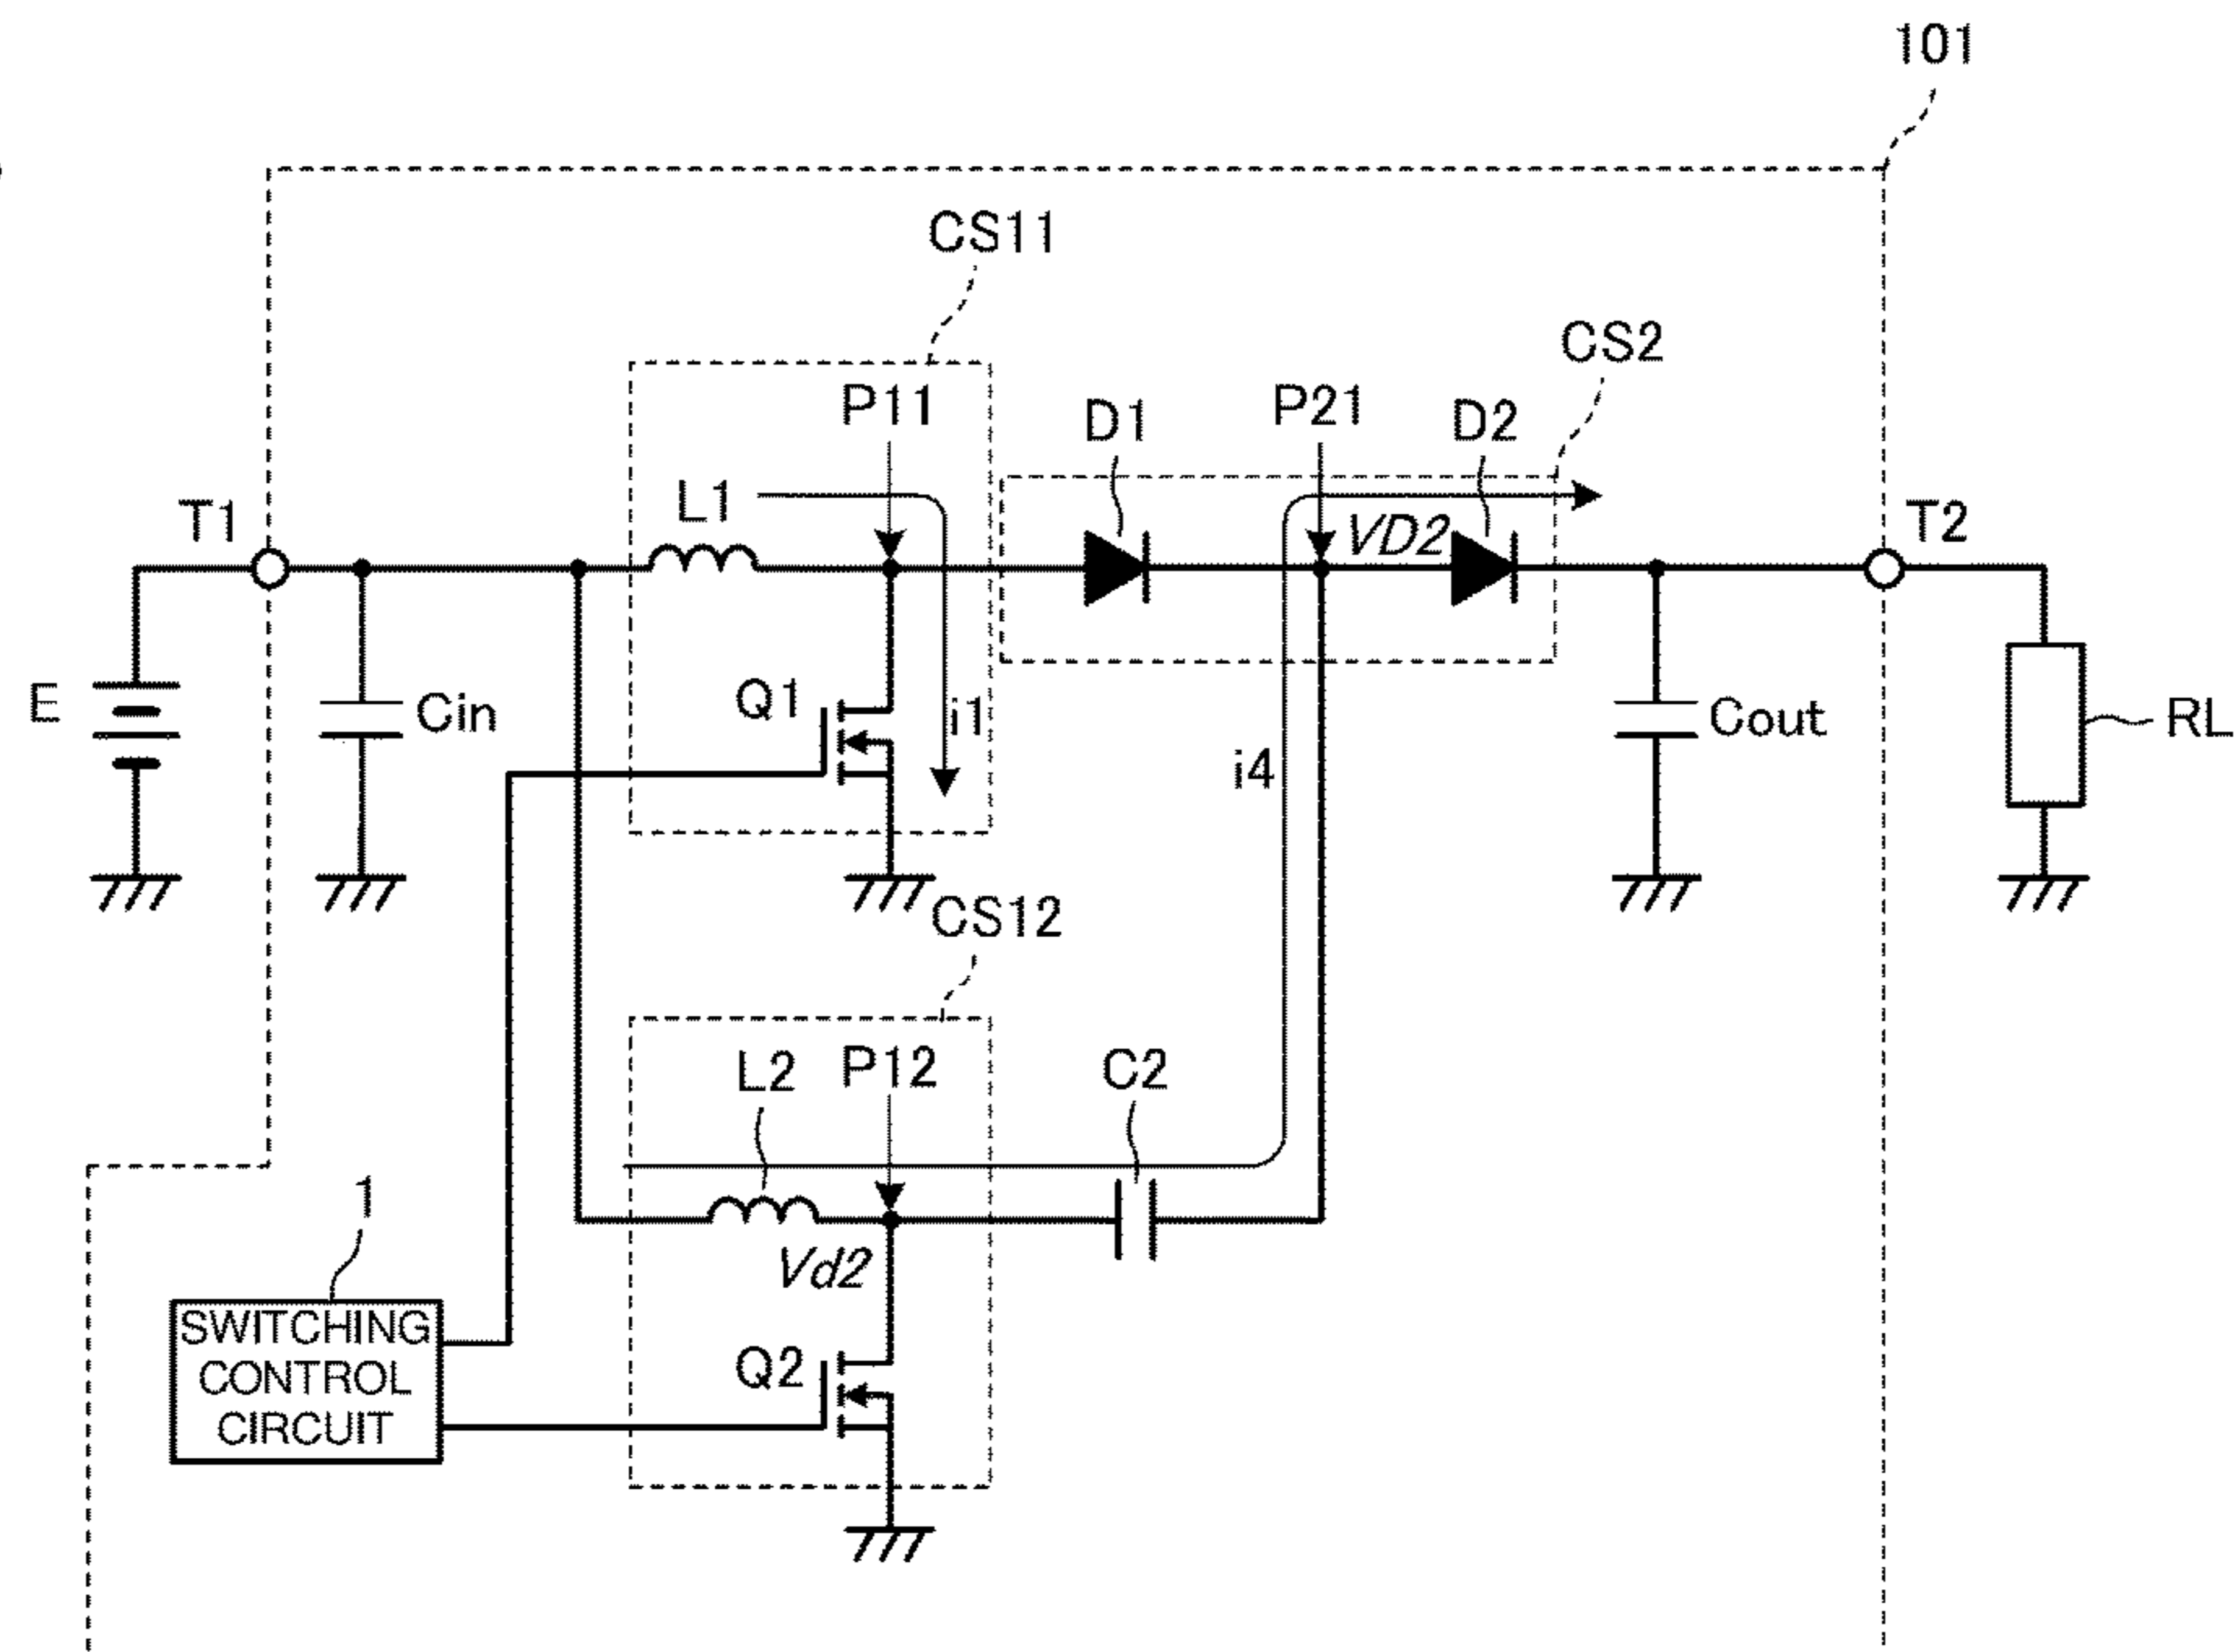 101
CS11
CS2
P11
D1
P21
D2
T1
L1
VD2
T2
E
Cin
Q1
i1
i4
Cout
RL
CS12
L2
P12
C2
1
Vd2
SWITCHING
CONTROL
CIRCUIT
Q2